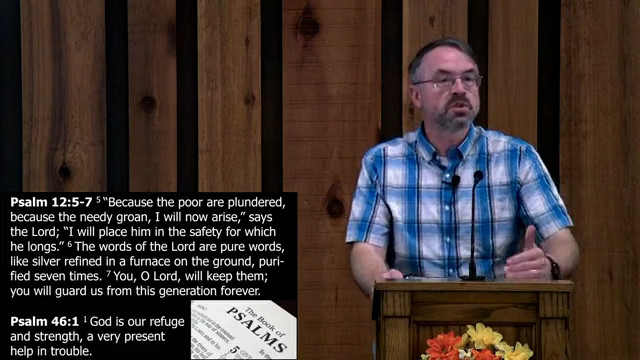 Psalm 12:5-7 5 “Because the poor are plundered,
because the needy groan, I will now arise,” says
the Lord; “I will place him in the safety for which
he longs.” 6 The words of the Lord are pure words,
like silver refined in a furnace on the ground, puri-
fied seven times. 7 You, O Lord, will keep them;
you will guard us from this generation forever.
Psalm 46:1 1 God is our refuge
and strength, a very present
help in trouble.
The Book of
PSALMS